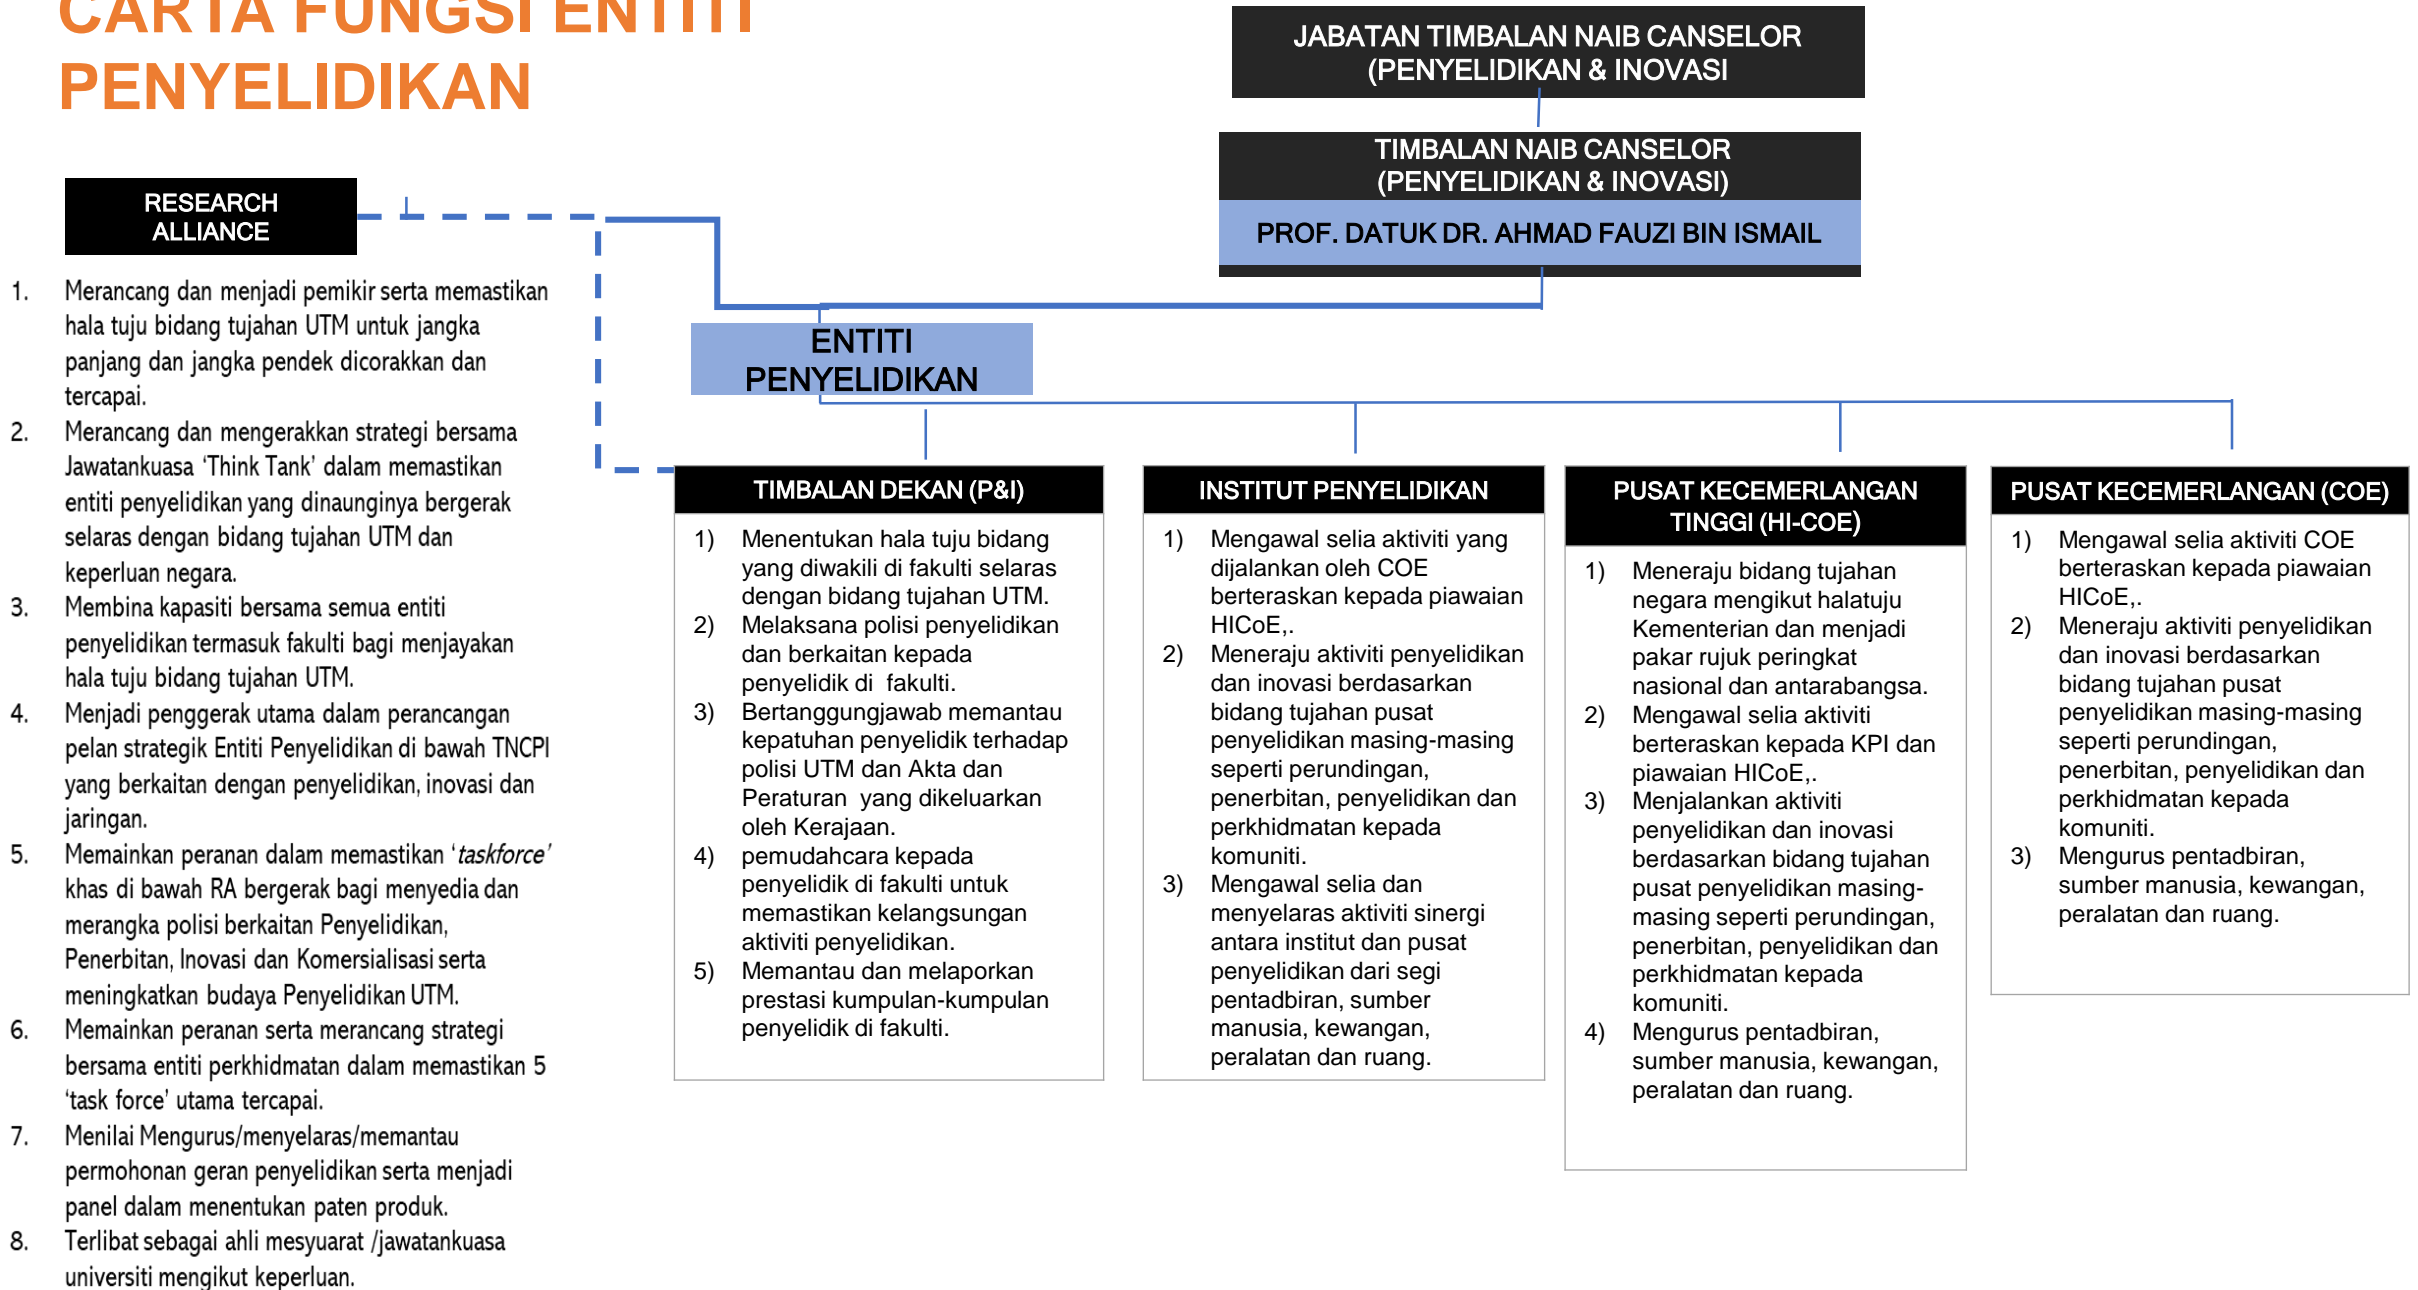 CARTA FUNGSI ENTITI
PENYELIDIKAN
JABATAN TIMBALAN NAIB CANSELOR
(PENYELIDIKAN & INOVASI
TIMBALAN NAIB CANSELOR
(PENYELIDIKAN & INOVASI)
PROF. DATUK DR. AHMAD FAUZI BIN ISMAIL
RESEARCH
ALLIANCE
1. Merancang dan menjadi pemikir serta memastikan
hala tuju bidang tujahan UTM untuk jangka
panjang dan jangka pendek dicorakkan dan
tercapai.
2. Merancang dan mengerakkan strategi bersama
Jawatankuasa ‘Think Tank’ dalam memastikan
entiti penyelidikan yang dinaunginya bergerak
selaras dengan bidang tujahan UTM dan
keperluan negara.
3. Membina kapasiti bersama semua entiti
penyelidikan termasuk fakulti bagi menjayakan
hala tuju bidang tujahan UTM.
4. Menjadi penggerak utama dalam perancangan
pelan strategik Entiti Penyelidikan di bawah TNCPI
yang berkaitan dengan penyelidikan, inovasi dan
jaringan.
5. Memainkan peranan dalam memastikan ‘taskforce’
khas di bawah RA bergerak bagi menyedia dan
merangka polisi berkaitan Penyelidikan,
Penerbitan, Inovasi dan Komersialisasi serta
meningkatkan budaya Penyelidikan UTM.
6. Memainkan peranan serta merancang strategi
bersama entiti perkhidmatan dalam memastikan 5
‘task force’ utama tercapai.
7. Menilai Mengurus/menyelaras/memantau
permohonan geran penyelidikan serta menjadi
panel dalam menentukan paten produk.
8. Terlibat sebagai ahli mesyuarat /jawatankuasa
universiti mengikut keperluan.
ENTITI
PENYELIDIKAN
TIMBALAN DEKAN (P&I)
1) Menentukan hala tuju bidang
yang diwakili di fakulti selaras
dengan bidang tujahan UTM.
2) Melaksana polisi penyelidikan
dan berkaitan kepada
penyelidik di fakulti.
3) Bertanggungjawab memantau
kepatuhan penyelidik terhadap
polisi UTM dan Akta dan
Peraturan yang dikeluarkan
oleh Kerajaan.
4) pemudahcara kepada
penyelidik di fakulti untuk
memastikan kelangsungan
aktiviti penyelidikan.
5) Memantau dan melaporkan
prestasi kumpulan-kumpulan
penyelidik di fakulti.
INSTITUT PENYELIDIKAN
1) Mengawal selia aktiviti yang
dijalankan oleh COE
berteraskan kepada piawaian
HICoE,.
2) Meneraju aktiviti penyelidikan
dan inovasi berdasarkan
bidang tujahan pusat
penyelidikan masing-masing
seperti perundingan,
penerbitan, penyelidikan dan
perkhidmatan kepada
komuniti.
3) Mengawal selia dan
menyelaras aktiviti sinergi
antara institut dan pusat
penyelidikan dari segi
pentadbiran, sumber
manusia, kewangan,
peralatan dan ruang.
PUSAT KECEMERLANGAN
TINGGI (HI-COE)
1) Meneraju bidang tujahan
negara mengikut halatuju
Kementerian dan menjadi
pakar rujuk peringkat
nasional dan antarabangsa.
2) Mengawal selia aktiviti
berteraskan kepada KPI dan
piawaian HICoE,.
3) Menjalankan aktiviti
penyelidikan dan inovasi
berdasarkan bidang tujahan
pusat penyelidikan masing-
masing seperti perundingan,
penerbitan, penyelidikan dan
perkhidmatan kepada
komuniti.
4) Mengurus pentadbiran,
sumber manusia, kewangan,
peralatan dan ruang.
PUSAT KECEMERLANGAN (COE)
1) Mengawal selia aktiviti COE
berteraskan kepada piawaian
HICoE,.
2) Meneraju aktiviti penyelidikan
dan inovasi berdasarkan
bidang tujahan pusat
penyelidikan masing-masing
seperti perundingan,
penerbitan, penyelidikan dan
perkhidmatan kepada
komuniti.
3) Mengurus pentadbiran,
sumber manusia, kewangan,
peralatan dan ruang.